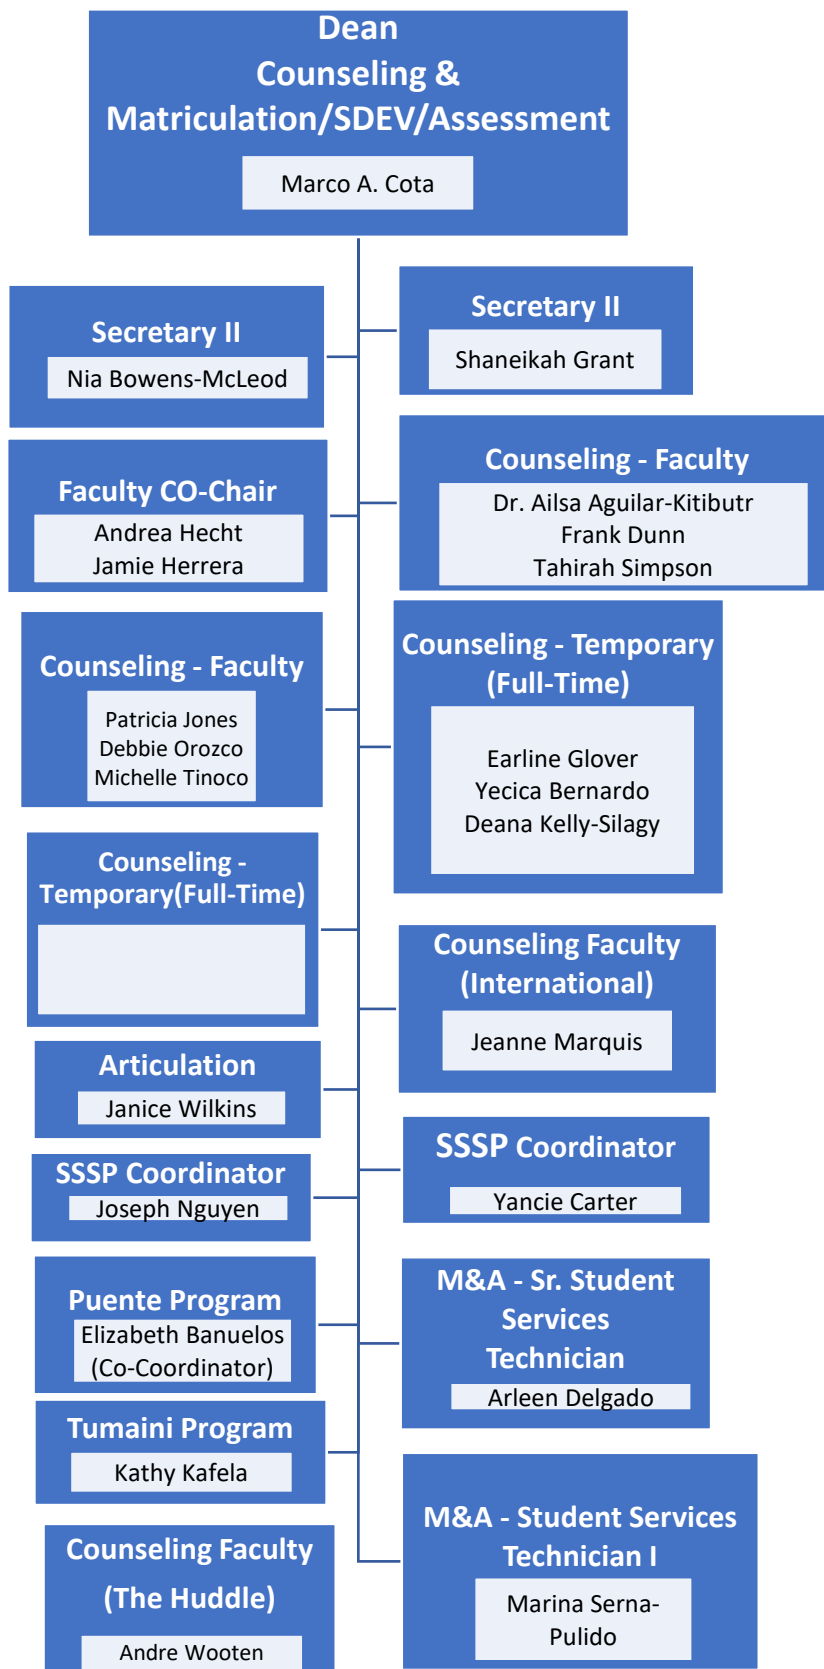 Dean
Counseling &
Matriculation/SDEV/Assessment
Marco A. Cota
Secretary II
Nia Bowens-McLeod
Secretary II
Shaneikah Grant
Faculty CO-Chair
Andrea Hecht
Jamie Herrera
Counseling - Faculty
Dr. Ailsa Aguilar-Kitibutr
Frank Dunn
Tahirah Simpson
Counseling - Faculty
Patricia Jones
Debbie Orozco
Michelle Tinoco
Counseling - Temporary
(Full-Time)
Earline Glover
Yecica Bernardo
Deana Kelly-Silagy
Counseling -
Temporary(Full-Time)
Counseling Faculty
(International)
Jeanne Marquis
Articulation
Janice Wilkins
SSSP Coordinator
Yancie Carter
SSSP Coordinator
Joseph Nguyen
Puente Program
Elizabeth Banuelos
(Co-Coordinator)
M&A - Sr. Student
Services
Technician
Arleen Delgado
Tumaini Program
Kathy Kafela
M&A - Student Services
Technician I
Marina Serna-
Pulido
Counseling Faculty
(The Huddle)
Andre Wooten